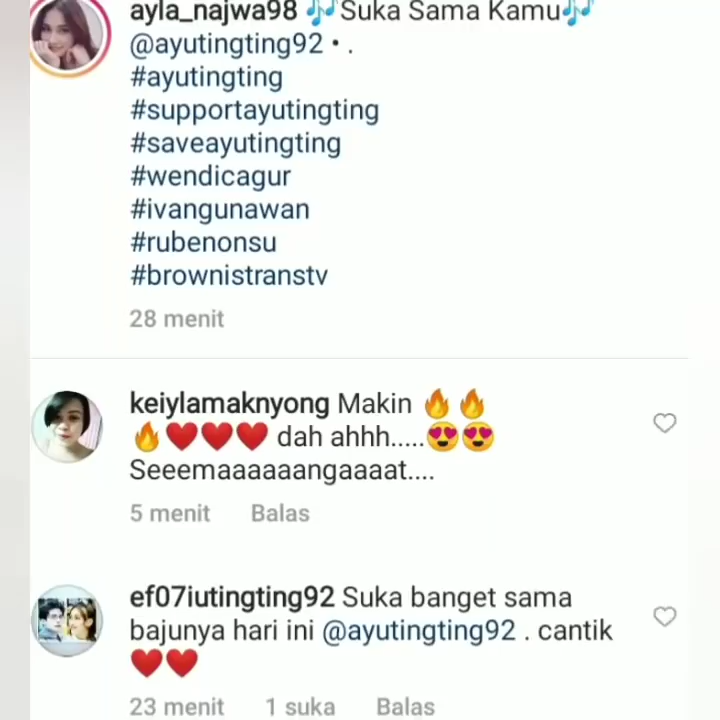 ayla_najwa98 🎶Suka Sama Kamu🎶
@ayutingting92 • .
#ayutingting
#supportayutingting
#saveayutingting
#wendicagur
#ivangunawan
#rubenonsu
#brownistranstv
28 menit
keiylamaknyong Makin 🔥🔥
🔥❤️❤️❤️ dah ahhh.....😍😍
Seeemaaaaaangaaaat....
5 menit Balas
ef07iutingting92 Suka banget sama
bajunya hari ini @ayutingting92 . cantik
❤️❤️
23 menit 1 suka Balas